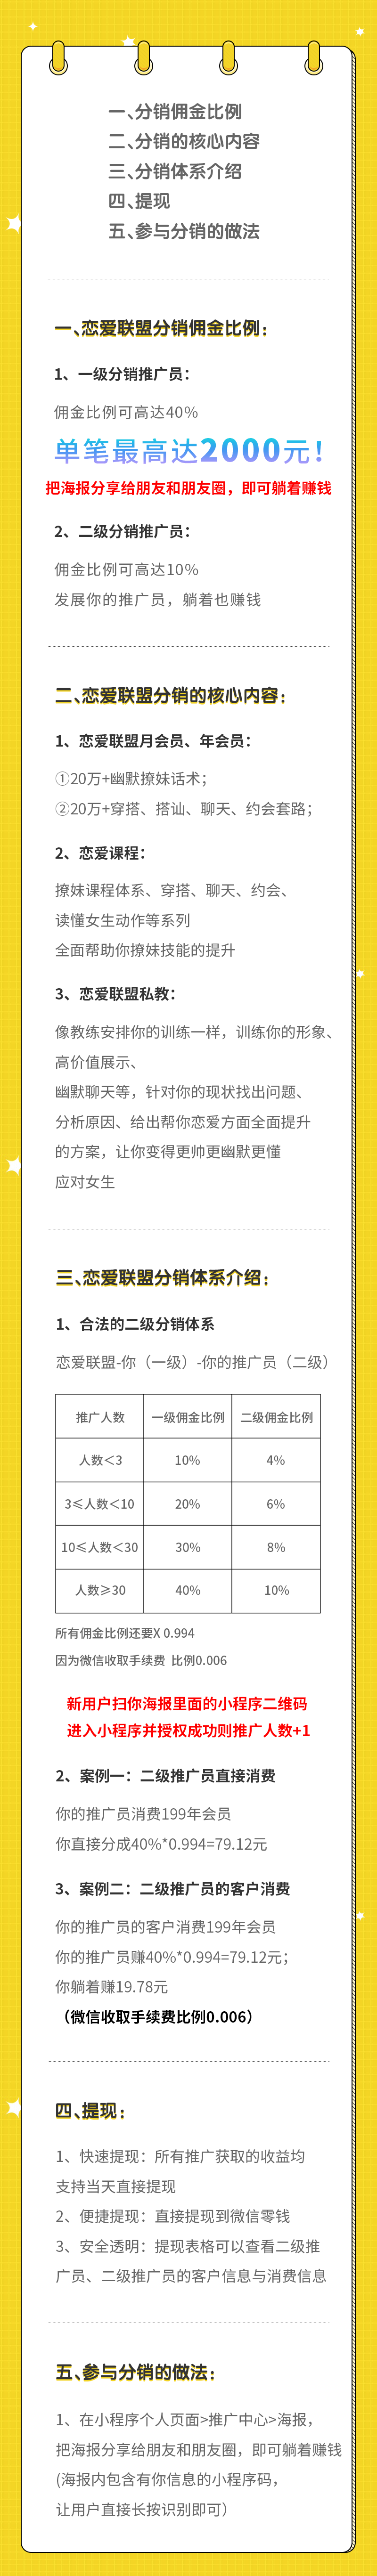 一、分销佣金比例
二、分销的核心内容
三、分销体系介绍
四、提现
五、参与分销的做法
一、恋爱联盟分销佣金比例：
1、一级分销推广员：
佣金比例可高达40%
单笔最高达2000元！
把海报分享给朋友和朋友圈，即可躺着赚钱
2、二级分销推广员：
佣金比例可高达10%
发展你的推广员，躺着也赚钱
二、恋爱联盟分销的核心内容：
1、恋爱联盟月会员、年会员：
①20万+幽默撩妹话术；
②20万+穿搭、搭讪、聊天、约会套路；
2、恋爱课程：
撩妹课程体系、穿搭、聊天、约会、
读懂女生动作等系列
全面帮助你撩妹技能的提升
3、恋爱联盟私教：
像教练安排你的训练一样，训练你的形象、
高价值展示、
幽默聊天等，针对你的现状找出问题、
分析原因、给出帮你恋爱方面全面提升
的方案，让你变得更帅更幽默更懂
应对女生
三、恋爱联盟分销体系介绍：
1、合法的二级分销体系
恋爱联盟-你（一级）-你的推广员（二级）
推广人数 一级佣金比例 二级佣金比例
人数＜3 10% 4%
3≤人数＜10 20% 6%
10≤人数＜30 30% 8%
人数≥30 40% 10%
所有佣金比例还要X 0.994
因为微信收取手续费 比例0.006
新用户扫你海报里面的小程序二维码
进入小程序并授权成功则推广人数+1
2、案例一：二级推广员直接消费
你的推广员消费199年会员
你直接分成40%*0.994=79.12元
3、案例二：二级推广员的客户消费
你的推广员的客户消费199年会员
你的推广员赚40%*0.994=79.12元；
你躺着赚19.78元
（微信收取手续费比例0.006）
四、提现：
1、快速提现：所有推广获取的收益均
支持当天直接提现
2、便捷提现：直接提现到微信零钱
3、安全透明：提现表格可以查看二级推
广员、二级推广员的客户信息与消费信息
五、参与分销的做法：
1、在小程序个人页面>推广中心>海报，
把海报分享给朋友和朋友圈，即可躺着赚钱
(海报内包含有你信息的小程序码，
让用户直接长按识别即可）